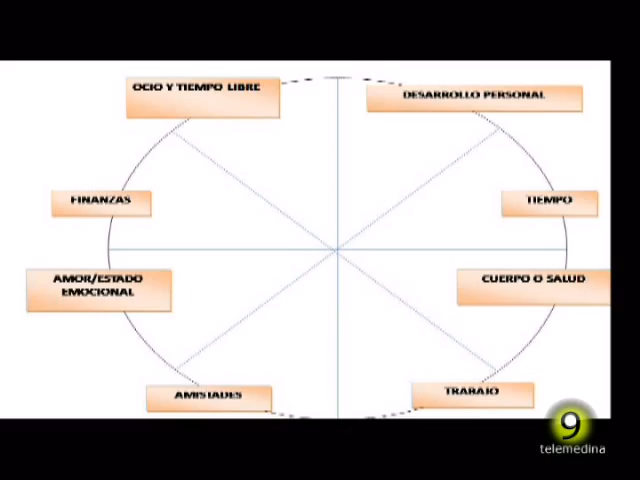 OCIO Y TIEMPO LIBRE
DESARROLLO PERSONAL
FINANZAS
TIEMPO
AMOR/ESTADO
EMOCIONAL
CUERPO O SALUD
AMISTADES
TRABAJO
9
telemedina